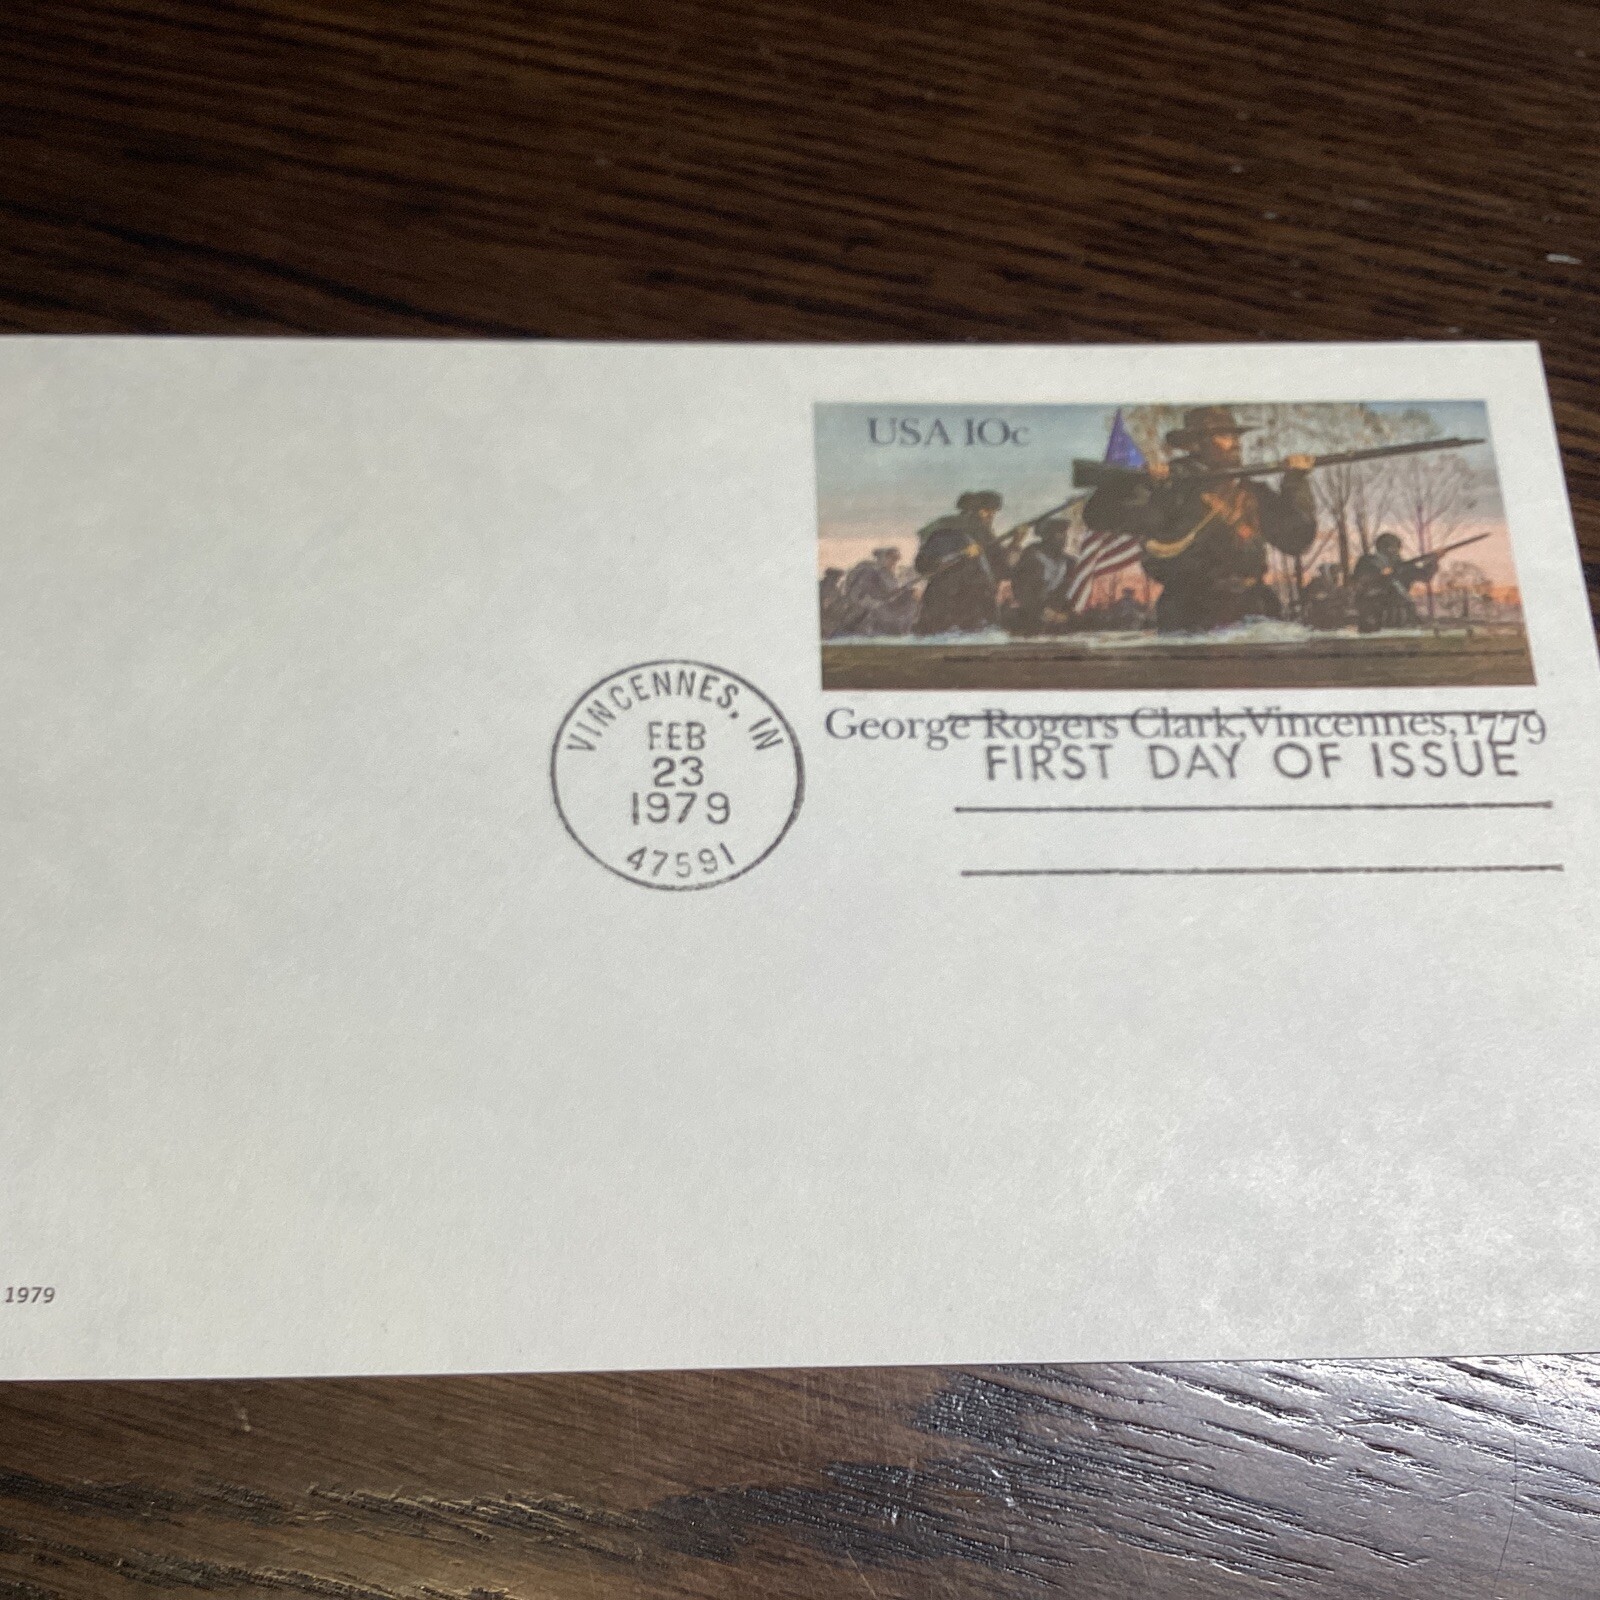 USA 10c
George Rogers Clark, Vincennes, 1779
FIRST DAY OF ISSUE
VINCENNES, IN
FEB
23
1979
47591
1979